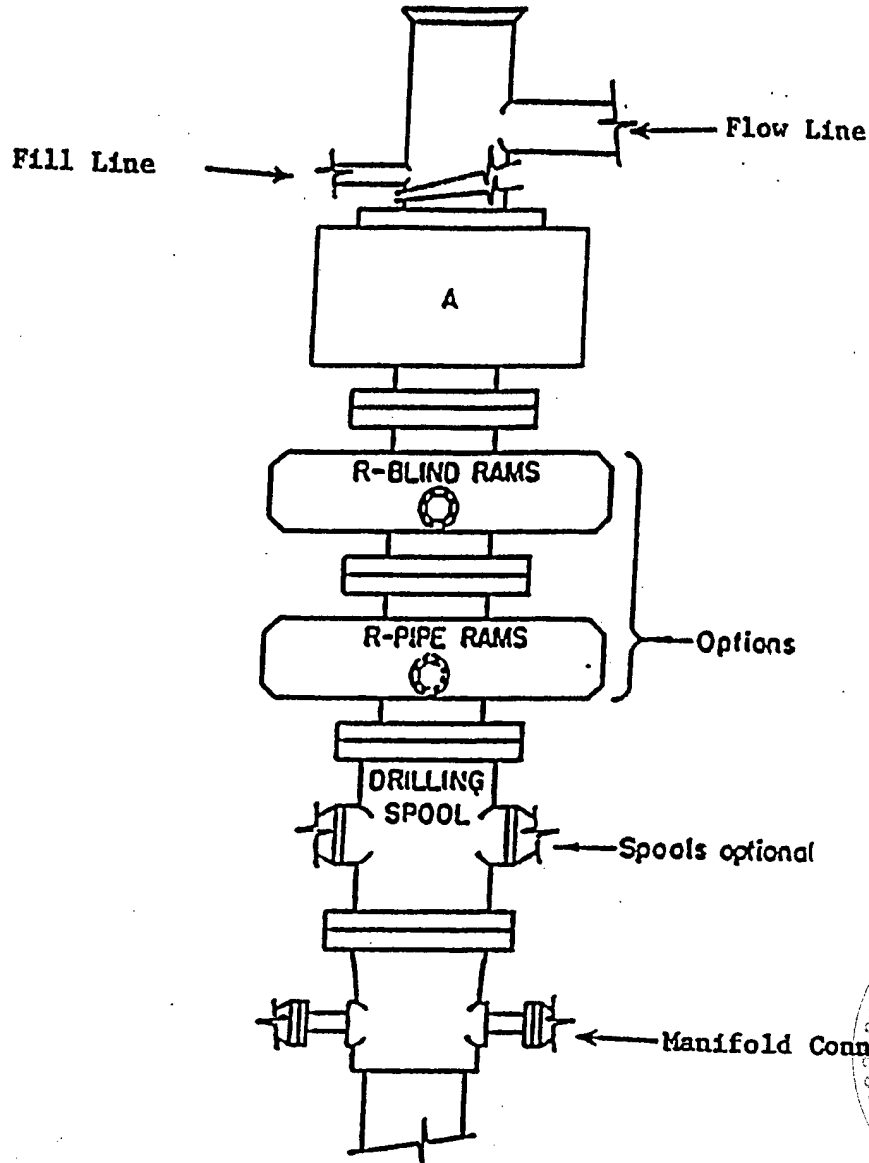 Flow Line
Fill Line
A
R-BLIND RAMS
R-PIPE RAMS
Options
DRILLING
SPOOL
Spools optional
Manifold Conn